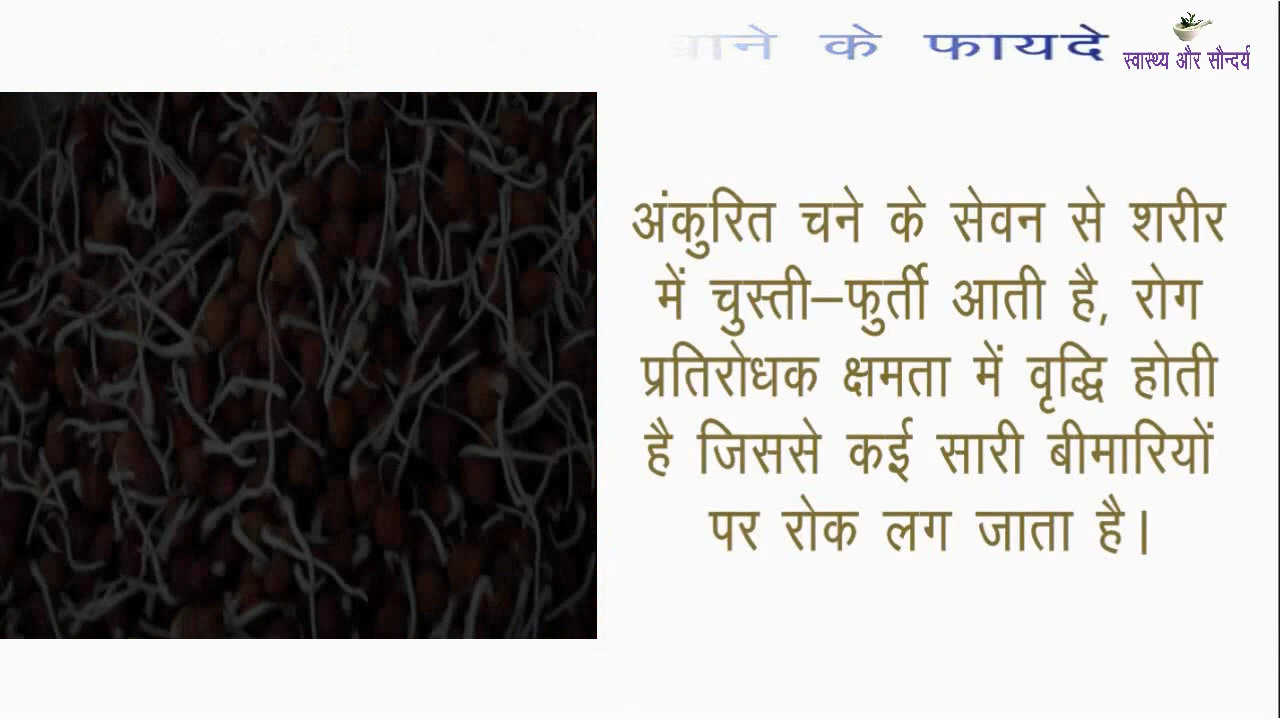 के फायदे
स्वास्थ्य और सौन्दर्य
अंकुरित चने के सेवन से शरीर
में चुस्ती–फुर्ती आती है, रोग
प्रतिरोधक क्षमता में वृद्धि होती
है जिससे कई सारी बीमारियों
पर रोक लग जाता है।